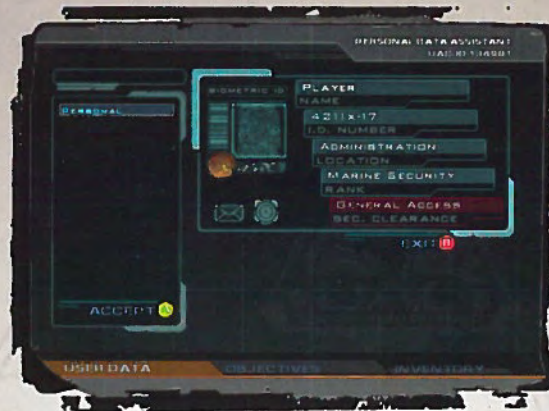 PERSONAL DATA ASSISTANT
PERSONAL
BIOMETRIC ID
PLAYER
NAME
4211x-17
I.D. NUMBER
ADMINISTRATION
LOCATION
MARINE SECURITY
RANK
GENERAL ACCESS
SEC. CLEARANCE
EXIT B
ACCEPT A
USER DATA
OBJECTIVES
INVENTORY